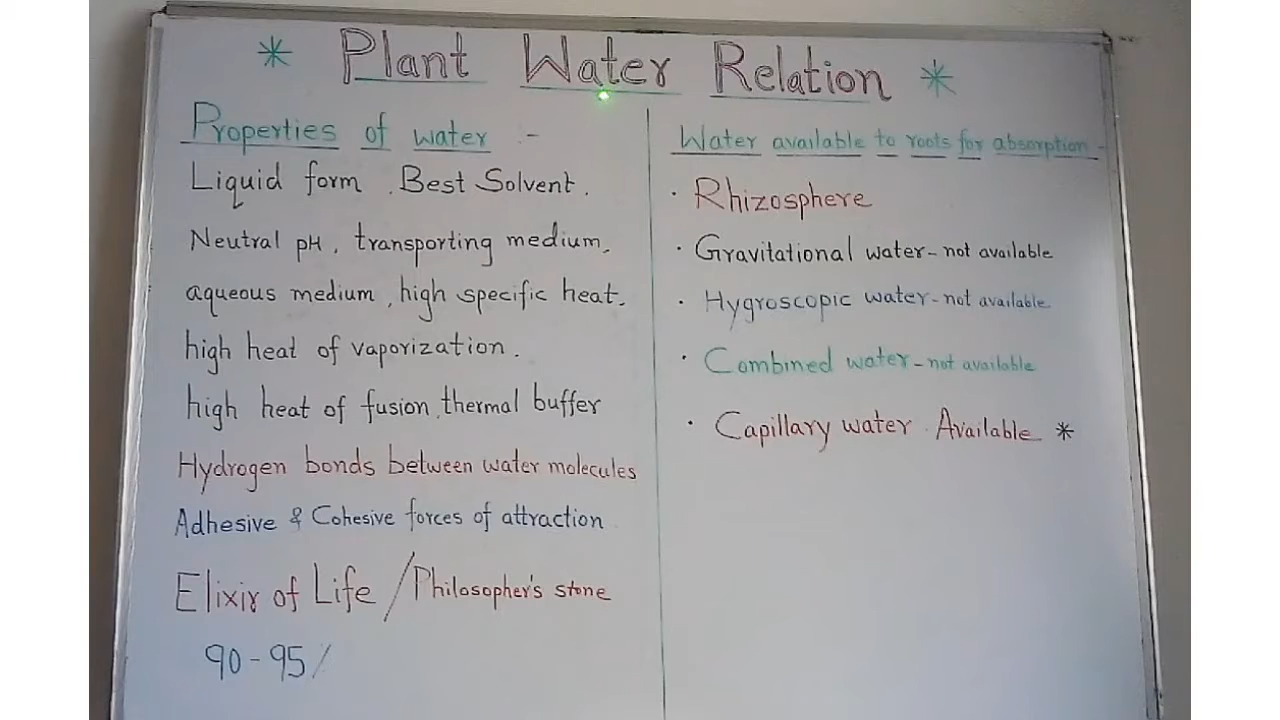 * Plant Water Relation *
Properties of water :-
Liquid form . Best Solvent .
Neutral pH , transporting medium,
aqueous medium , high specific heat.
high heat of vaporization .
high heat of fusion, thermal buffer
Hydrogen bonds between water molecules
Adhesive & Cohesive forces of attraction
Elixir of Life / Philosopher's stone
90 - 95 %
Water available to roots for absorption -
· Rhizosphere
· Gravitational water - not available
· Hygroscopic water - not available
· Combined water - not available
· Capillary water . Available *